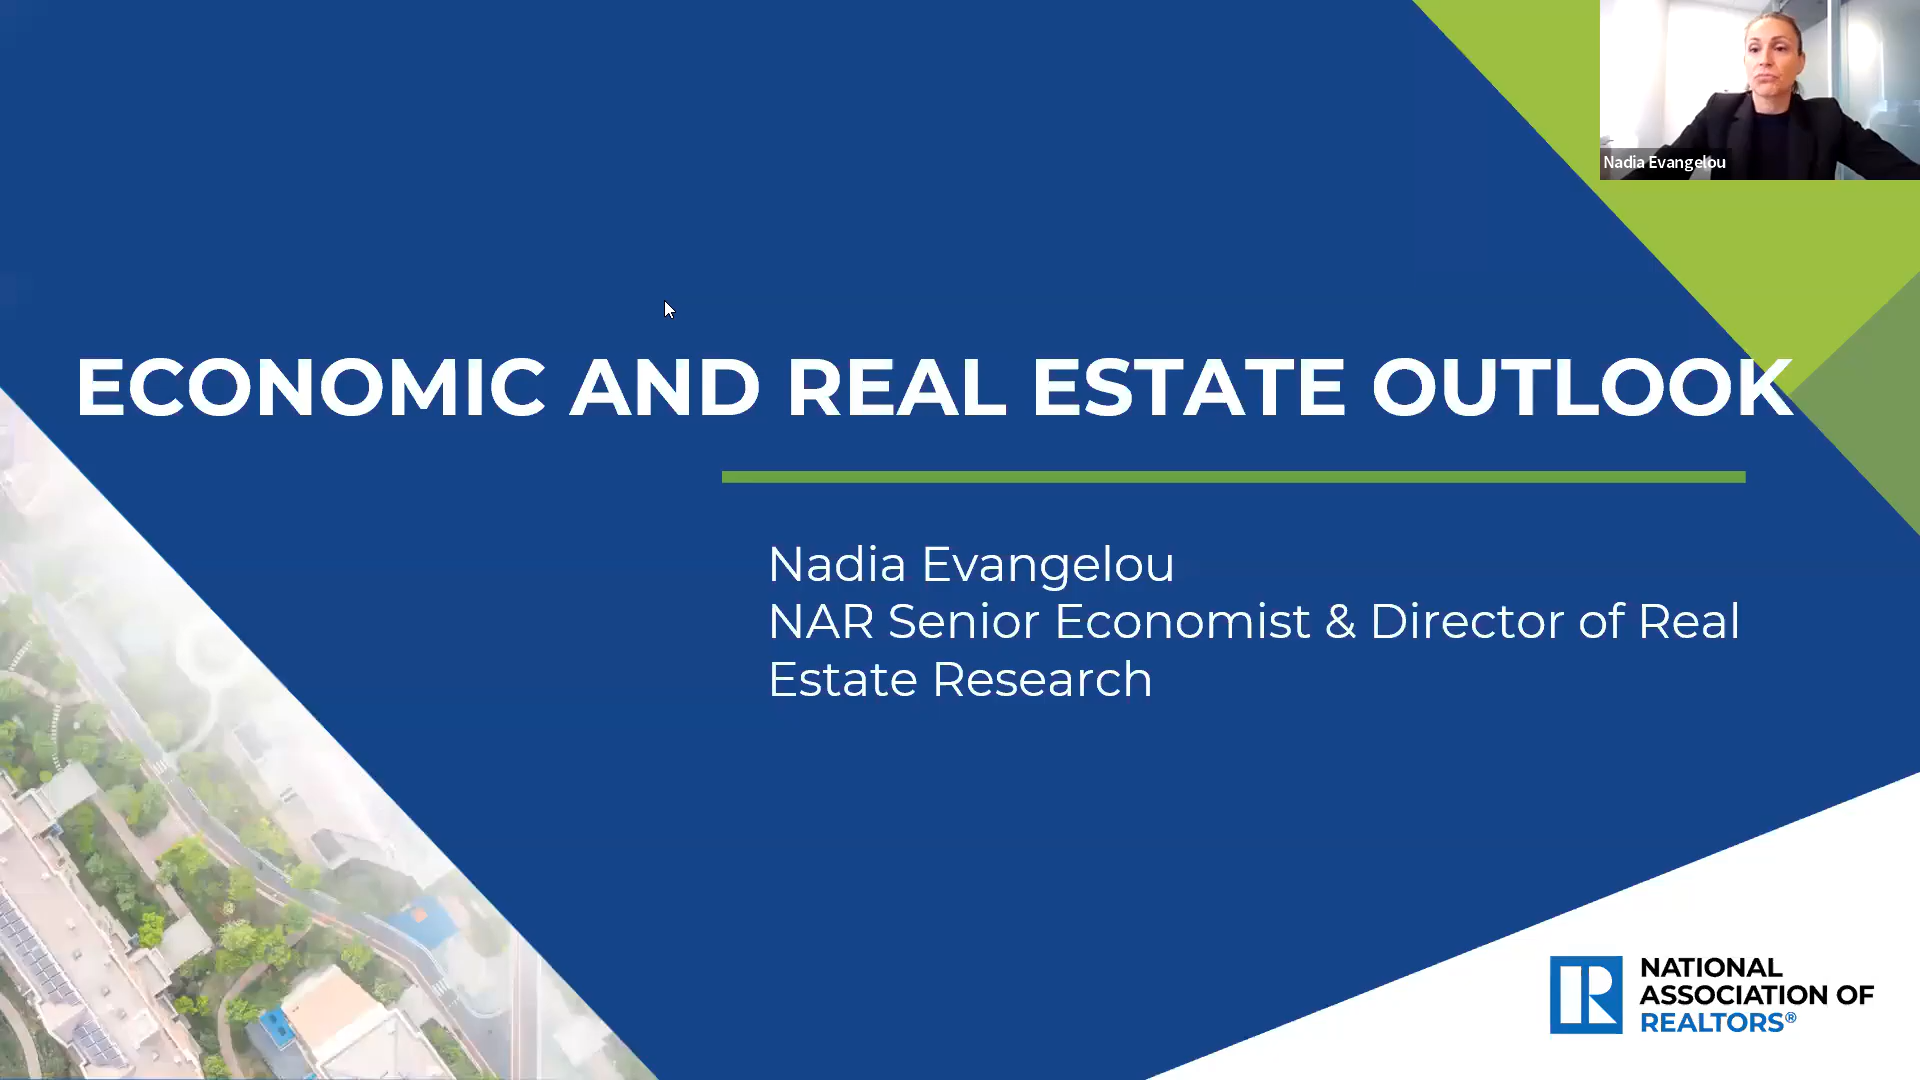 Nadia Evangelou
ECONOMIC AND REAL ESTATE OUTLOOK
Nadia Evangelou
NAR Senior Economist & Director of Real
Estate Research
NATIONAL
ASSOCIATION OF
REALTORS®